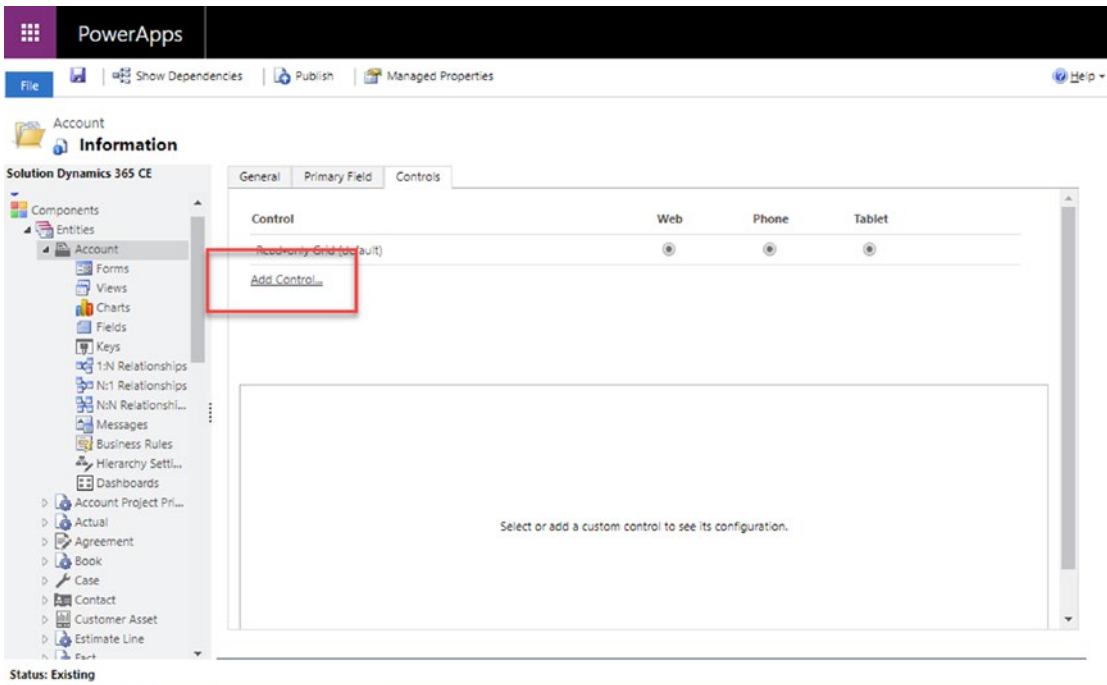 PowerApps
File Show Dependencies Publish Managed Properties Help
Account
Information
Solution Dynamics 365 CE
General Primary Field Controls
Components
Entities
Account
Forms
Views
Charts
Fields
Keys
1:N Relationships
N:1 Relationships
N:N Relationshi...
Messages
Business Rules
Hierarchy Setti...
Dashboards
Account Project Pri...
Actual
Agreement
Book
Case
Contact
Customer Asset
Estimate Line
Fact
Control Web Phone Tablet
Read-only Grid (default)
Add Control...
Select or add a custom control to see its configuration.
Status: Existing